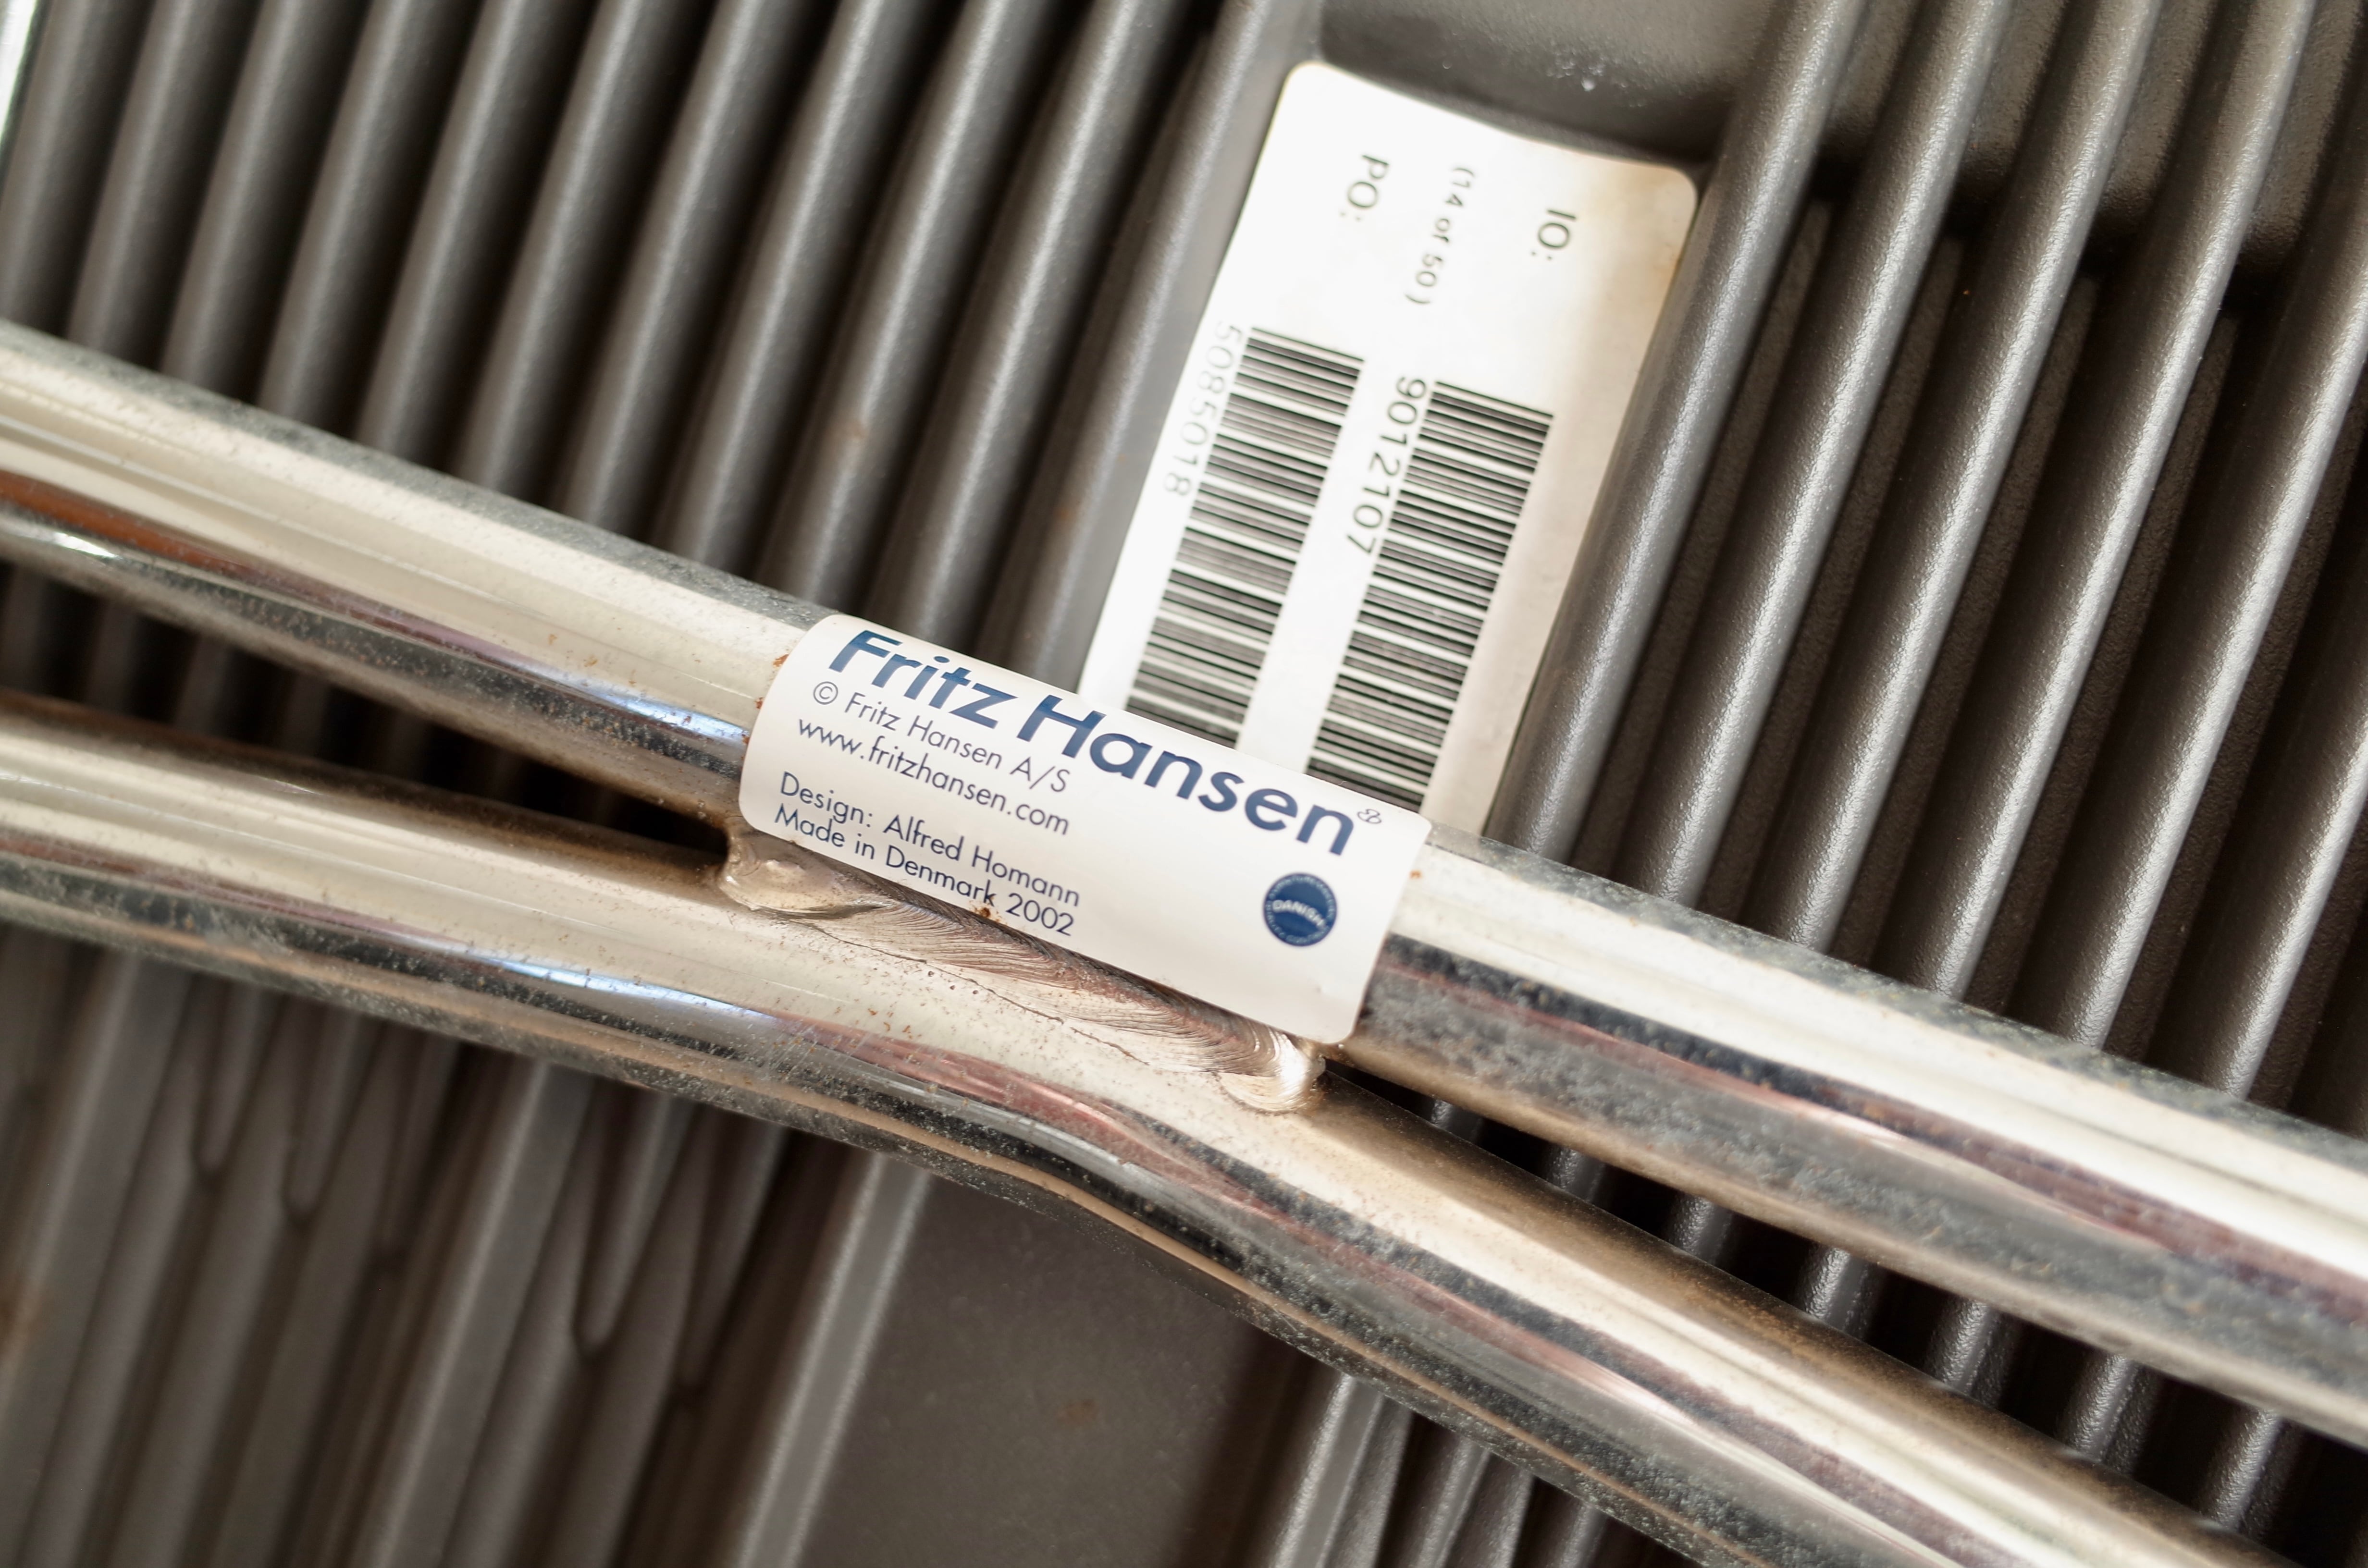 Fritz Hansen
© Fritz Hansen A/S
www.fritzhansen.com
Design: Alfred Homann
Made in Denmark 2002
DANISH
IO:
9012107
(14 of 50)
PO:
5085018